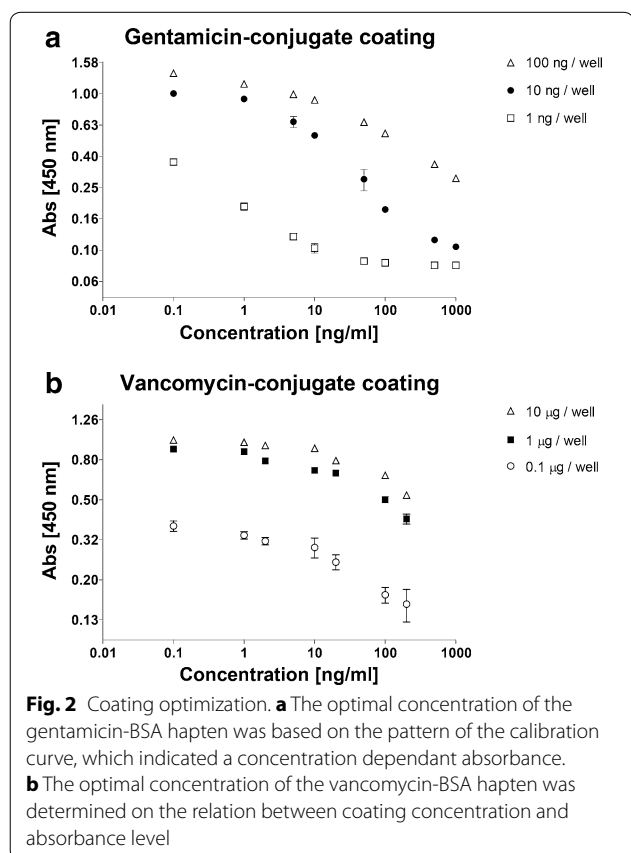 a
Gentamicin-conjugate coating
1.58
1.00
0.63
0.40
0.25
0.16
0.10
0.06
Abs [450 nm]
0.01 0.1 1 10 100 1000
Concentration [ng/ml]
100 ng / well
10 ng / well
1 ng / well
b
Vancomycin-conjugate coating
1.26
0.80
0.50
0.32
0.20
0.13
Abs [450 nm]
0.01 0.1 1 10 100 1000
Concentration [ng/ml]
10 μg / well
1 μg / well
0.1 μg / well
Fig. 2 Coating optimization. a The optimal concentration of the
gentamicin-BSA hapten was based on the pattern of the calibration
curve, which indicated a concentration dependant absorbance.
b The optimal concentration of the vancomycin-BSA hapten was
determined on the relation between coating concentration and
absorbance level